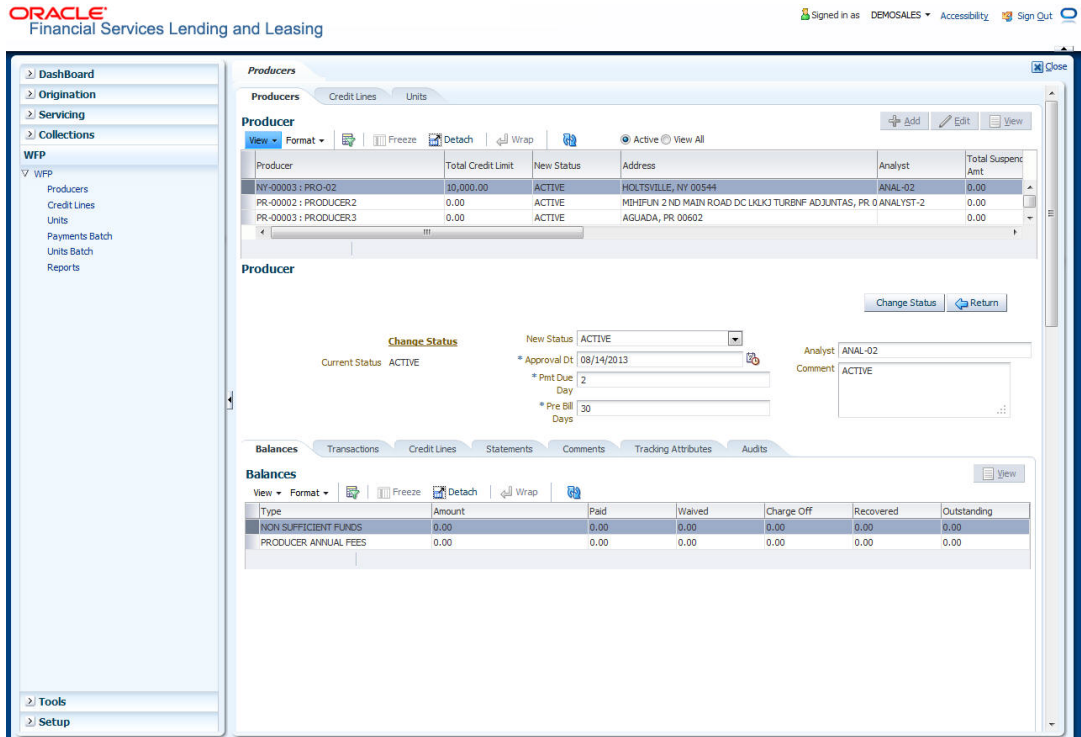 ORACLE
Financial Services Lending and Leasing
Signed in as DEMOSALES Accessibility Sign Out
Close
DashBoard
Origination
Servicing
Collections
WFP
WFP
Producers
Credit Lines
Units
Payments Batch
Units Batch
Reports
Tools
Setup
Producers
Producers Credit Lines Units
Producer
Add Edit View
View Format Freeze Detach Wrap Active View All
Producer Total Credit Limit New Status Address Analyst Total Suspend Amt
NY-00003 : PRO-02 10,000.00 ACTIVE HOLTSVILLE, NY 00544 ANAL-02 0.00
PR-00002 : PRODUCER2 0.00 ACTIVE MIHIFUN 2 ND MAIN ROAD DC LKLKJ TURBNF ADJUNTAS, PR 0 ANALYST-2 0.00
PR-00003 : PRODUCER3 0.00 ACTIVE AGUADA, PR 00602 0.00
Producer
Change Status Return
Change Status
Current Status ACTIVE
New Status ACTIVE
* Approval Dt 08/14/2013
* Pmt Due Day 2
* Pre Bill Days 30
Analyst ANAL-02
Comment ACTIVE
Balances Transactions Credit Lines Statements Comments Tracking Attributes Audits
Balances
View
View Format Freeze Detach Wrap
Type Amount Paid Waived Charge Off Recovered Outstanding
NON SUFFICIENT FUNDS 0.00 0.00 0.00 0.00 0.00 0.00
PRODUCER ANNUAL FEES 0.00 0.00 0.00 0.00 0.00 0.00